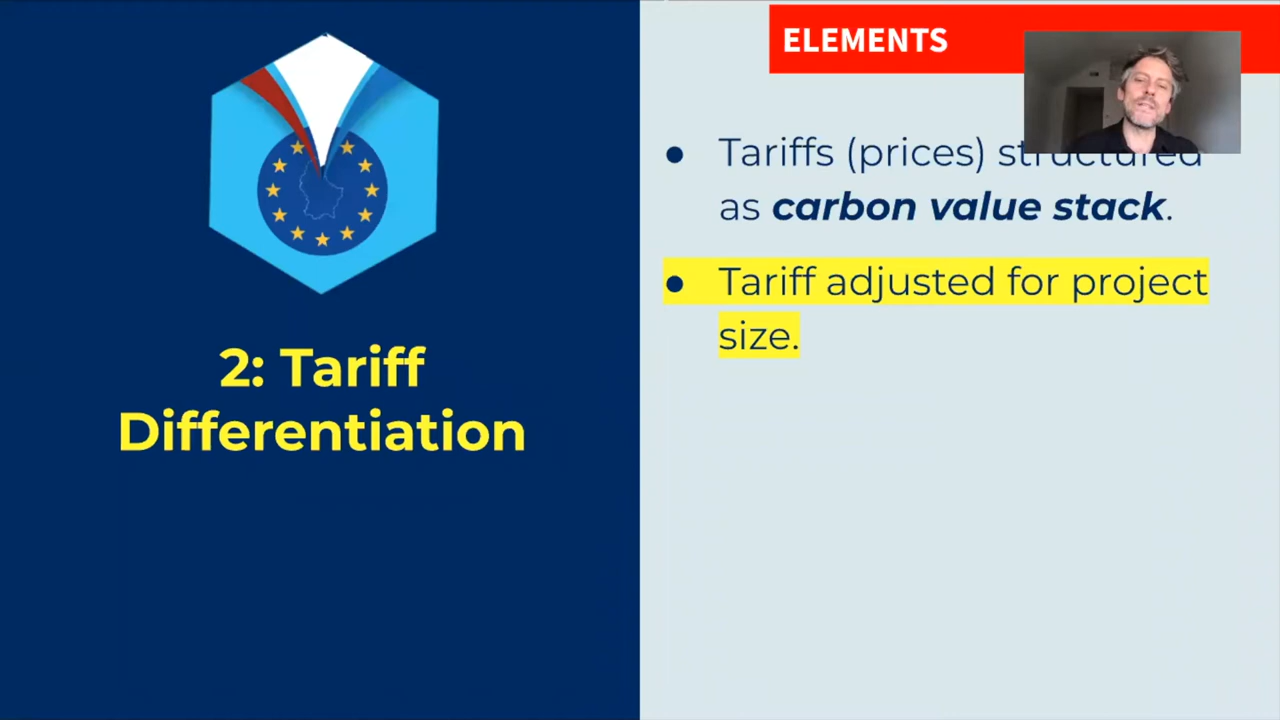 ELEMENTS
● Tariffs (prices) structured
as carbon value stack.
● Tariff adjusted for project
size.
2: Tariff
Differentiation